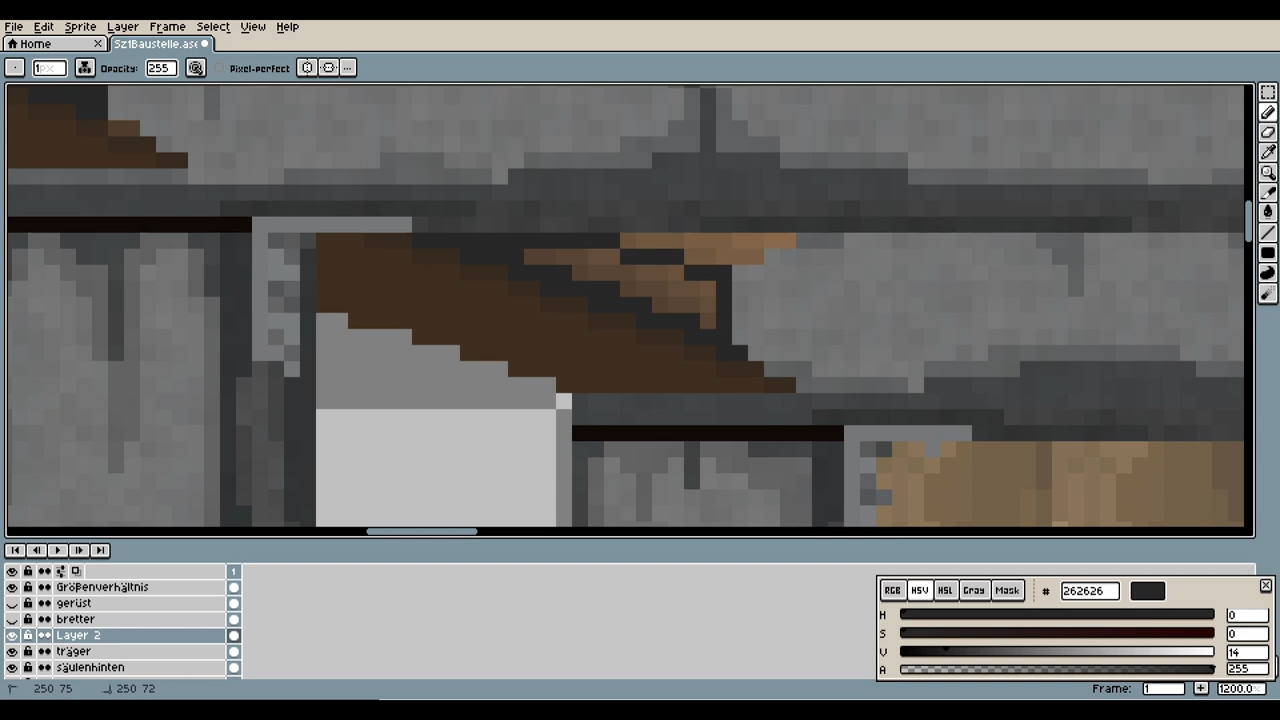 File Edit Sprite Layer Frame Select View Help
Home Sz1Baustelle.ase
1px Opacity: 255 Pixel-perfect ...
1
Größenverhältnis
gerüst
bretter
Layer 2
träger
säulenhinten
RGB HSV HSL Gray Mask # 262626
H 0
S 0
V 14
A 255
250 75 250 72 Frame: 1 + 1200.0